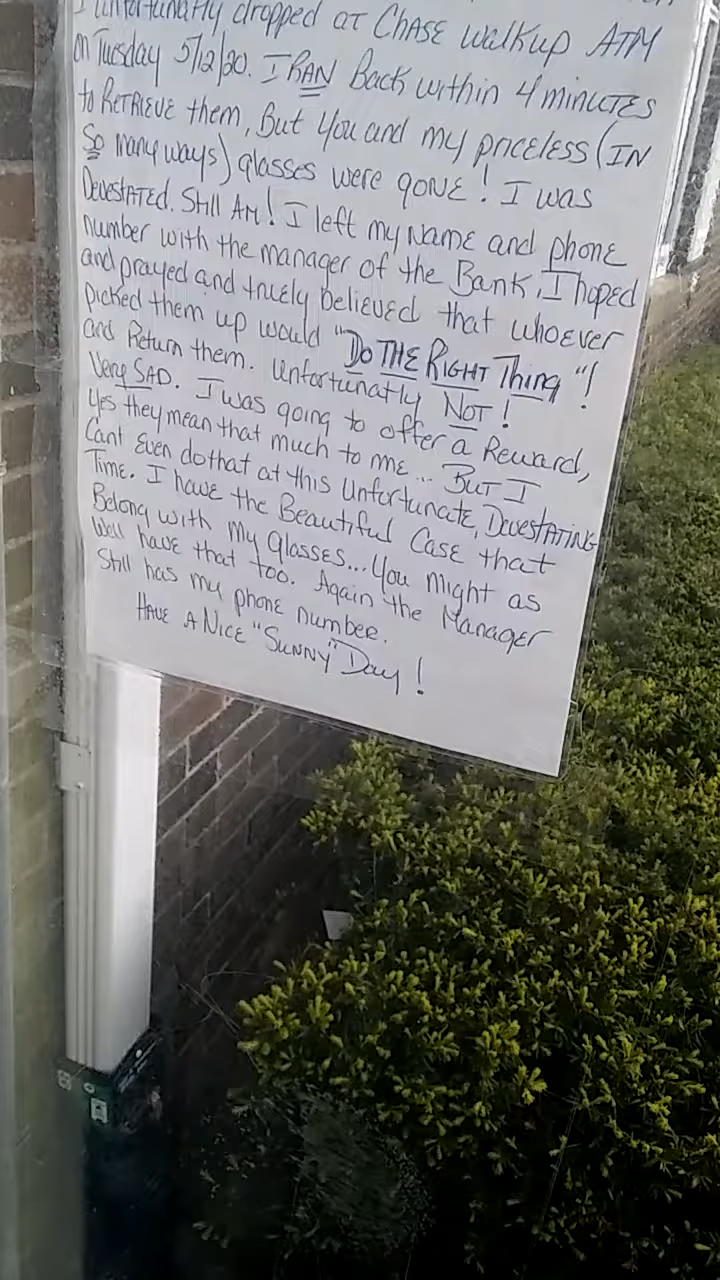 I unfortunatly dropped at CHASE walkup ATM
on Tuesday 5/12/20. I RAN Back within 4 minutes
to RETRIEVE them, But you and my priceless (IN
So many ways) glasses were gone! I was
DEVESTATED. Still Am! I left my NAME and phone
number with the manager of the Bank, I hoped
and prayed and truely believed that whoever
picked them up would "DO THE RIGHT Thing"!
and Return them. Unfortunatly NOT!
Very SAD. I was going to offer a Reward,
Yes they mean that much to me... But I
Cant Even do that at this Unfortunate, DEVESTATING
Time. I have the Beautiful Case that
Belong with my glasses... You might as
Well have that too. Again the Manager
Still has my phone number.
HAVE A NICE "SUNNY" Day!